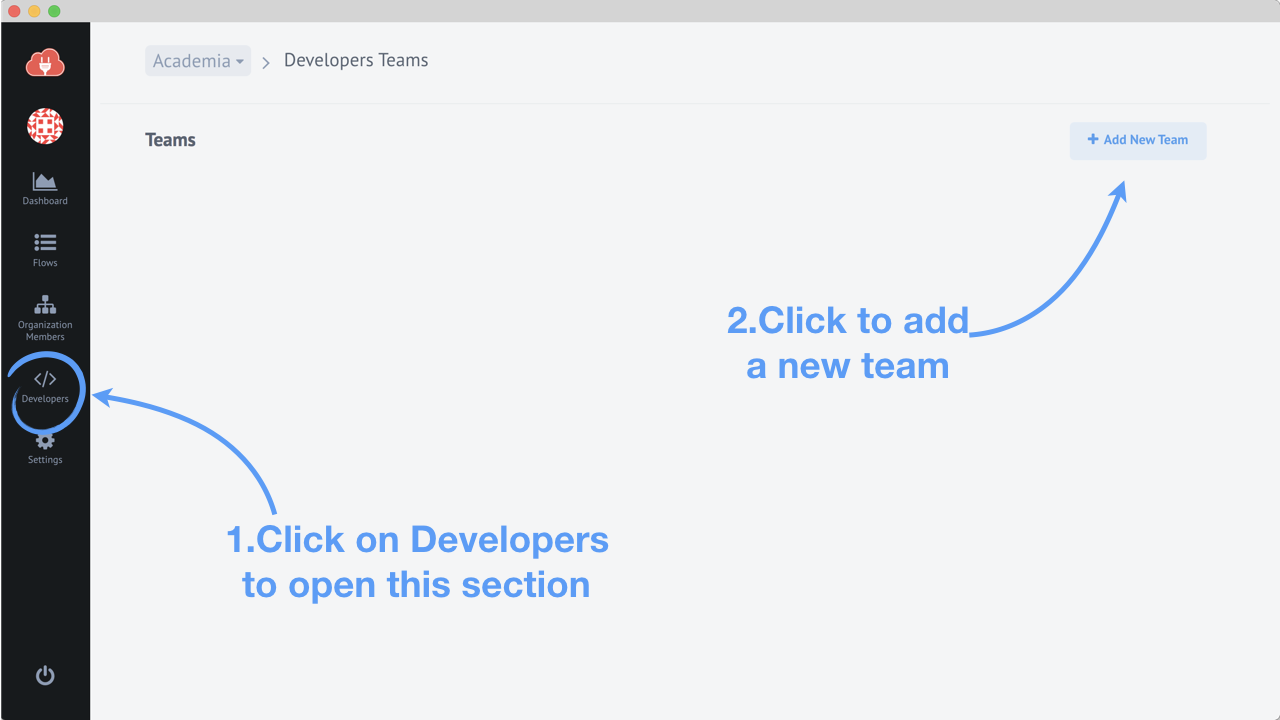 Academia
Developers Teams
Teams
Add New Team
Dashboard
Flows
Organization
Members
Developers
Settings
2.Click to add
a new team
1.Click on Developers
to open this section